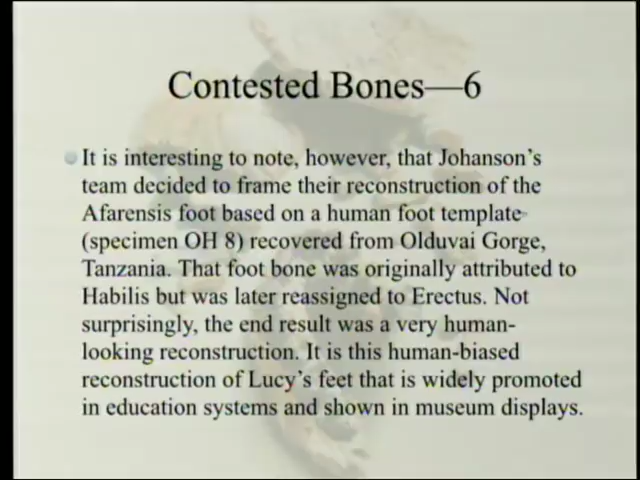 Contested Bones—6
It is interesting to note, however, that Johanson's
team decided to frame their reconstruction of the
Afarensis foot based on a human foot template
(specimen OH 8) recovered from Olduvai Gorge,
Tanzania. That foot bone was originally attributed to
Habilis but was later reassigned to Erectus. Not
surprisingly, the end result was a very human-
looking reconstruction. It is this human-biased
reconstruction of Lucy's feet that is widely promoted
in education systems and shown in museum displays.